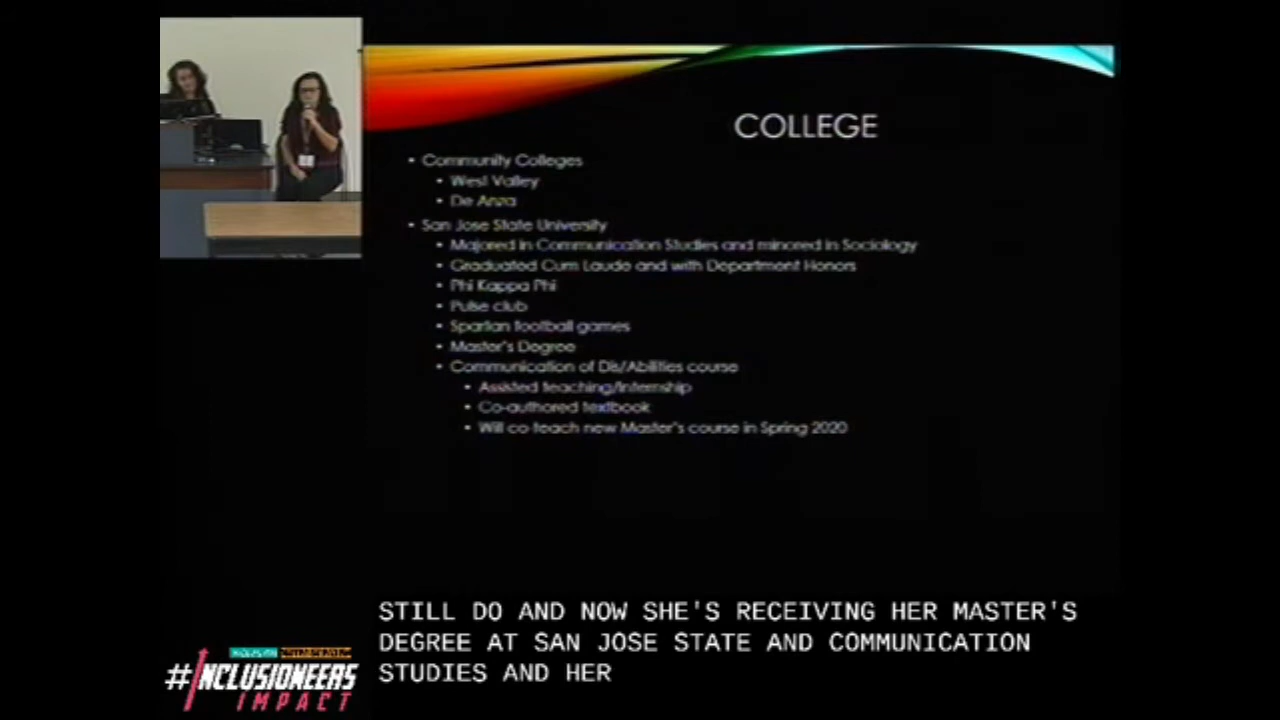 COLLEGE
• Community Colleges
• West Valley
• De Anza
• San Jose State University
• Majored in Communication Studies and minored in Sociology
• Graduated Cum Laude and with Department Honors
• Phi Kappa Phi
• Pulse club
• Spartan football games
• Master's Degree
• Communication of Dis/Abilities course
• Assisted teaching/Internship
• Co-authored textbook
• Will co teach new Master's course in Spring 2020
STILL DO AND NOW SHE'S RECEIVING HER MASTER'S
DEGREE AT SAN JOSE STATE AND COMMUNICATION
STUDIES AND HER
#INCLUSIONEERS
IMPACT